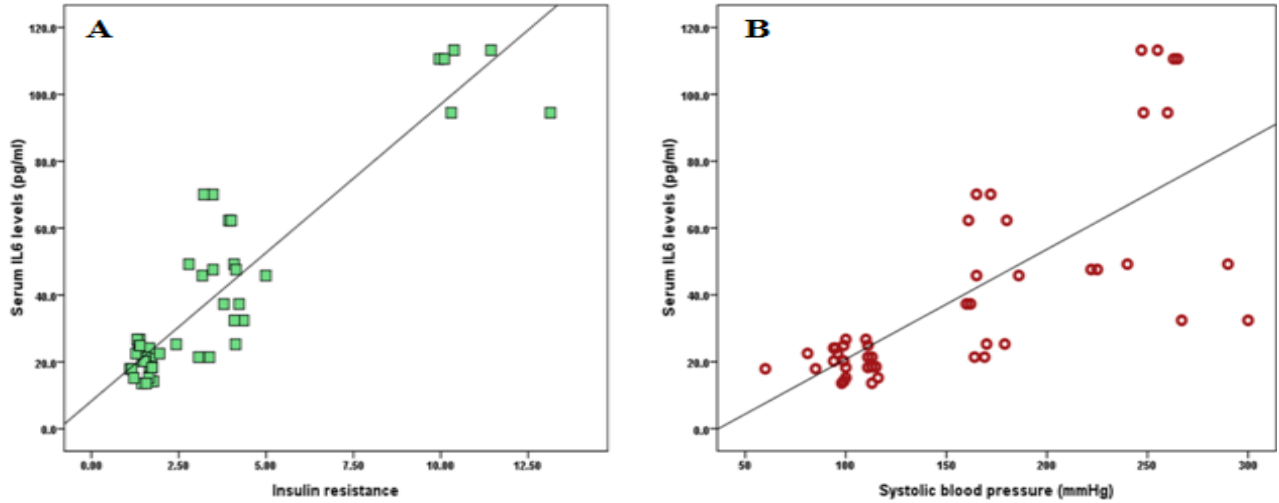 A
Serum IL6 levels (pg/ml)
120.0
100.0
80.0
60.0
40.0
20.0
0.0
0.00 2.50 5.00 7.50 10.00 12.50
Insulin resistance
B
Serum IL6 levels (pg/ml)
120.0
100.0
80.0
60.0
40.0
20.0
0.0
50 100 150 200 250 300
Systolic blood pressure (mmHg)